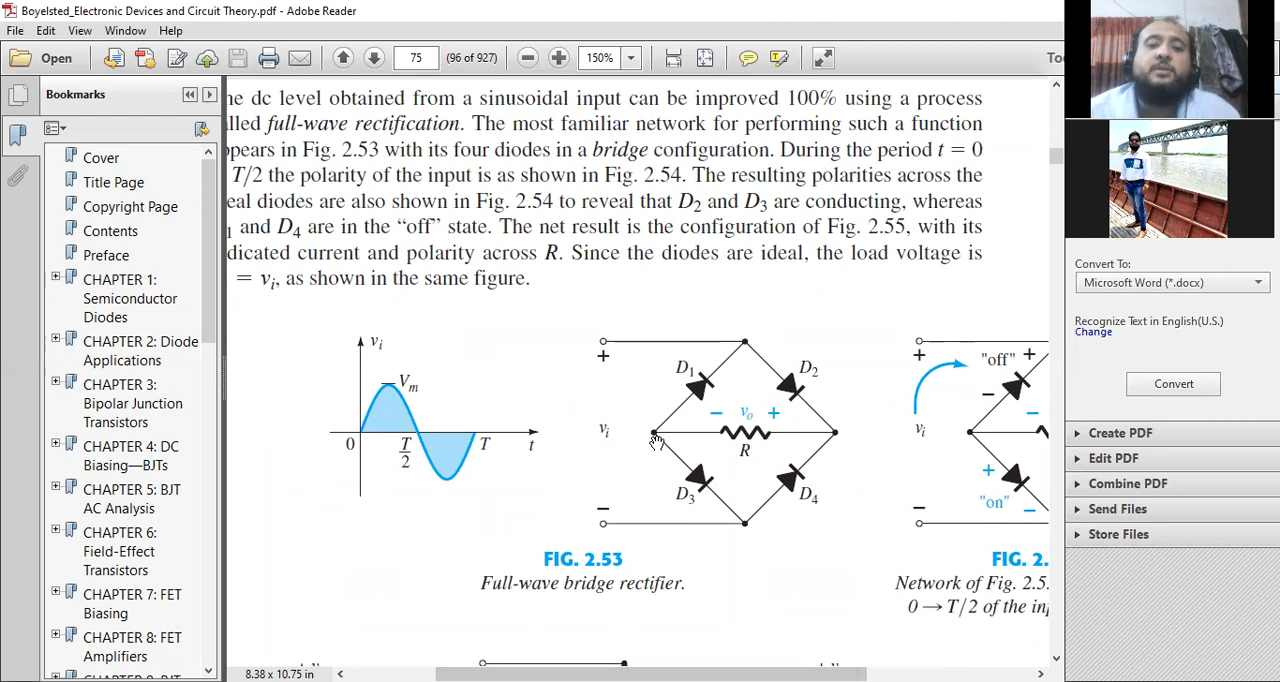 Boyelsted_Electronic Devices and Circuit Theory.pdf - Adobe Reader
File Edit View Window Help
Open 75 (96 of 927) 150% To
Bookmarks
Cover
Title Page
Copyright Page
Contents
Preface
CHAPTER 1:
Semiconductor
Diodes
CHAPTER 2: Diode
Applications
CHAPTER 3:
Bipolar Junction
Transistors
CHAPTER 4: DC
Biasing—BJTs
CHAPTER 5: BJT
AC Analysis
CHAPTER 6:
Field-Effect
Transistors
CHAPTER 7: FET
Biasing
CHAPTER 8: FET
Amplifiers
he dc level obtained from a sinusoidal input can be improved 100% using a process
lled full-wave rectification. The most familiar network for performing such a function
ppears in Fig. 2.53 with its four diodes in a bridge configuration. During the period t = 0
T/2 the polarity of the input is as shown in Fig. 2.54. The resulting polarities across the
eal diodes are also shown in Fig. 2.54 to reveal that D2 and D3 are conducting, whereas
1 and D4 are in the “off” state. The net result is the configuration of Fig. 2.55, with its
dicated current and polarity across R. Since the diodes are ideal, the load voltage is
= vi, as shown in the same figure.
vi
Vm
0 T/2 T t
+
D1 D2
vi − vo +
R
D3 D4
−
FIG. 2.53
Full-wave bridge rectifier.
+ "off" +
−
vi −
+
"on" −
−
FIG. 2.
Network of Fig. 2.5
0 → T/2 of the inp
8.38 x 10.75 in
Convert To:
Microsoft Word (*.docx)
Recognize Text in English(U.S.)
Change
Convert
Create PDF
Edit PDF
Combine PDF
Send Files
Store Files